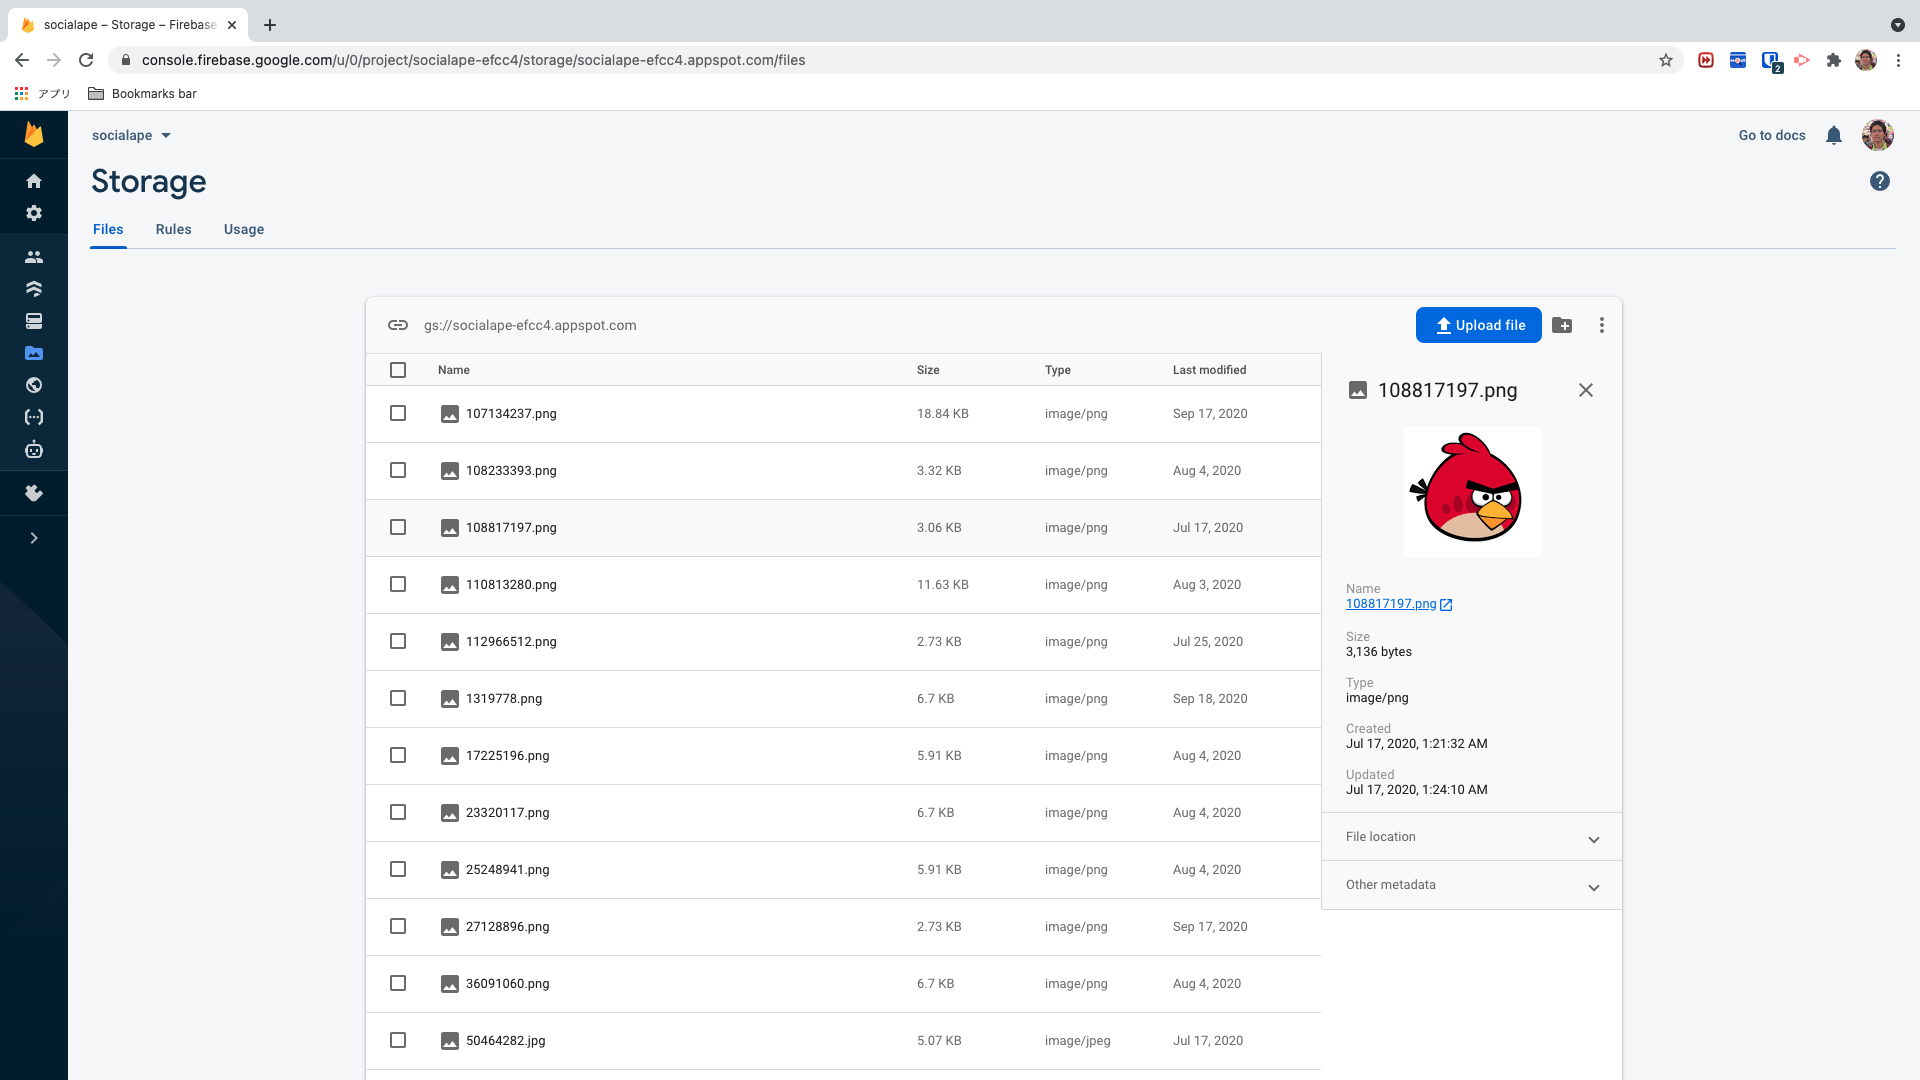 socialape – Storage – Firebase
console.firebase.google.com/u/0/project/socialape-efcc4/storage/socialape-efcc4.appspot.com/files
2
アプリ
Bookmarks bar
socialape
Go to docs
Storage
?
Files Rules Usage
gs://socialape-efcc4.appspot.com
Upload file
Name Size Type Last modified
107134237.png 18.84 KB image/png Sep 17, 2020
108233393.png 3.32 KB image/png Aug 4, 2020
108817197.png 3.06 KB image/png Jul 17, 2020
110813280.png 11.63 KB image/png Aug 3, 2020
112966512.png 2.73 KB image/png Jul 25, 2020
1319778.png 6.7 KB image/png Sep 18, 2020
17225196.png 5.91 KB image/png Aug 4, 2020
23320117.png 6.7 KB image/png Aug 4, 2020
25248941.png 5.91 KB image/png Aug 4, 2020
27128896.png 2.73 KB image/png Sep 17, 2020
36091060.png 6.7 KB image/png Aug 4, 2020
50464282.jpg 5.07 KB image/jpeg Jul 17, 2020
108817197.png
Name
108817197.png
Size
3,136 bytes
Type
image/png
Created
Jul 17, 2020, 1:21:32 AM
Updated
Jul 17, 2020, 1:24:10 AM
File location
Other metadata